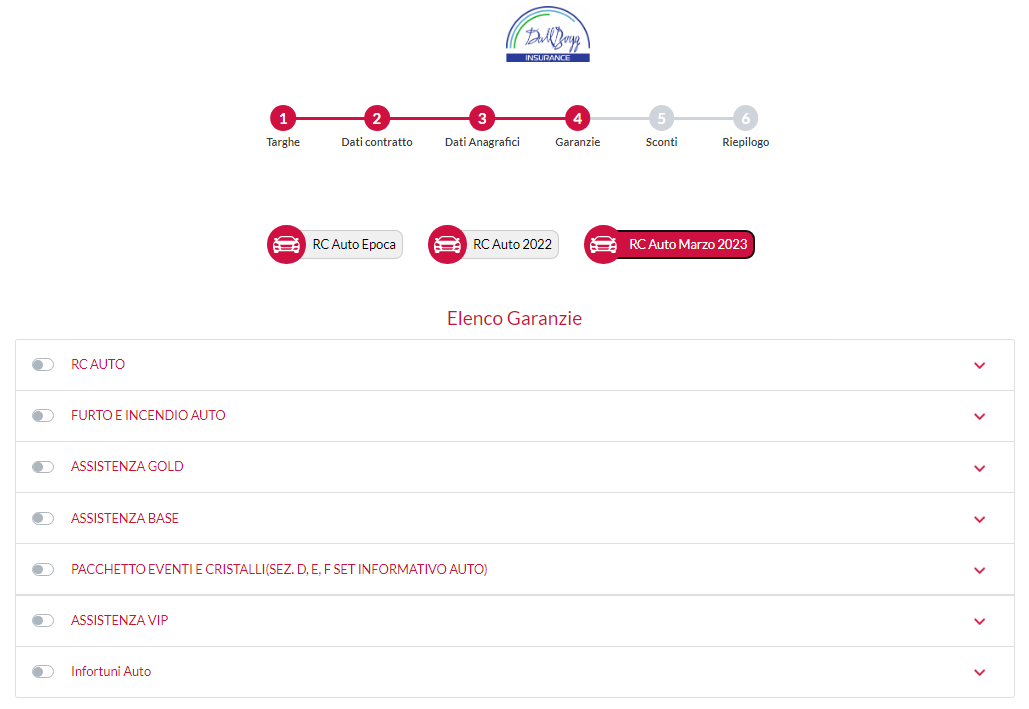 DallBogg
INSURANCE
1 2 3 4 5 6
Targhe Dati contratto Dati Anagrafici Garanzie Sconti Riepilogo
RC Auto Epoca RC Auto 2022 RC Auto Marzo 2023
Elenco Garanzie
RC AUTO
FURTO E INCENDIO AUTO
ASSISTENZA GOLD
ASSISTENZA BASE
PACCHETTO EVENTI E CRISTALLI(SEZ. D, E, F SET INFORMATIVO AUTO)
ASSISTENZA VIP
Infortuni Auto